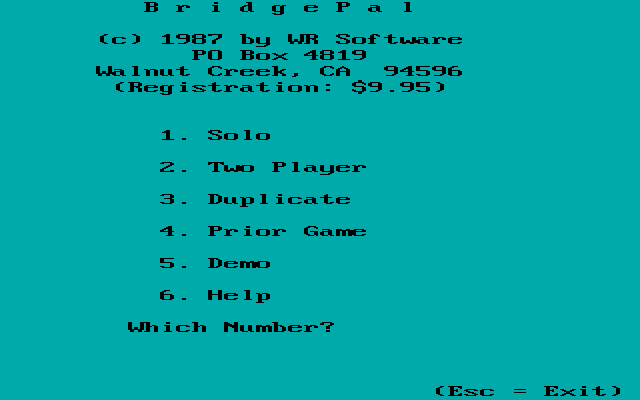 B r i d g e P a l
(c) 1987 by WR Software
PO Box 4819
Walnut Creek, CA  94596
(Registration: $9.95)
1. Solo
2. Two Player
3. Duplicate
4. Prior Game
5. Demo
6. Help
Which Number?
(Esc = Exit)